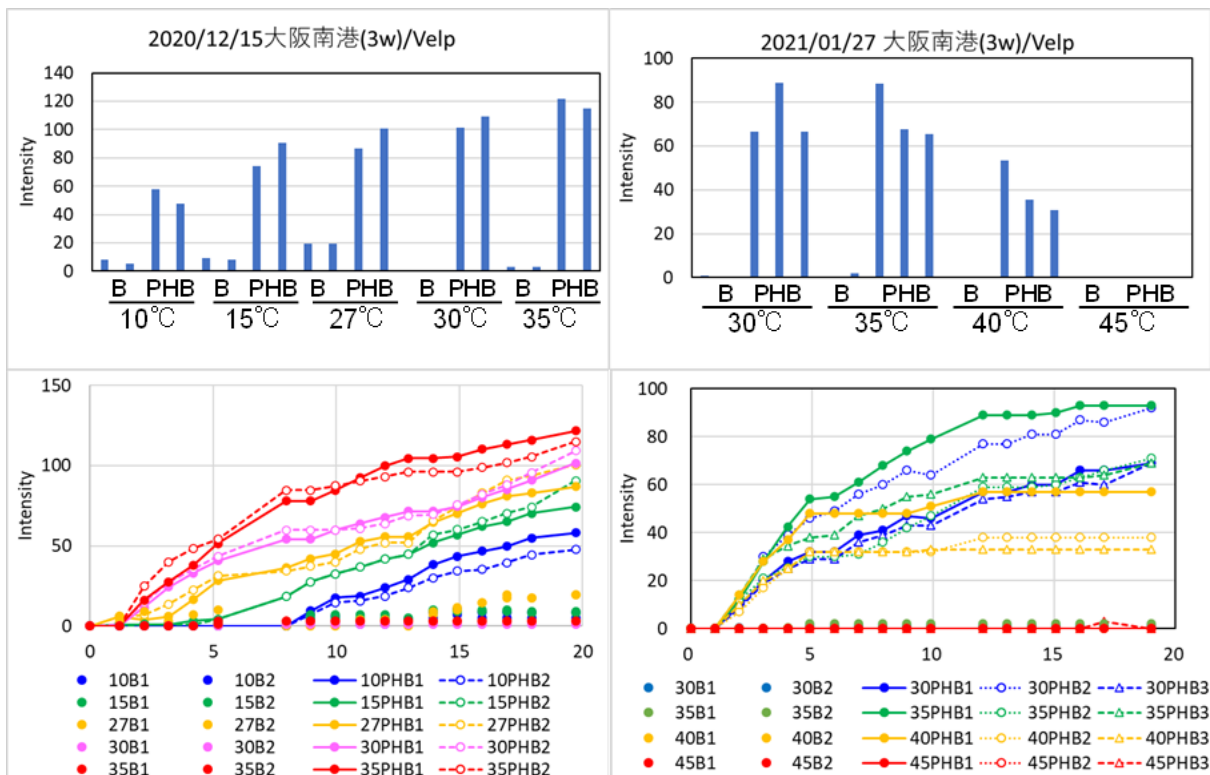 2020/12/15大阪南港(3w)/Velp
Intensity
140
120
100
80
60
40
20
0
B PHB B PHB B PHB B PHB B PHB
10℃ 15℃ 27℃ 30℃ 35℃
2021/01/27 大阪南港(3w)/Velp
Intensity
100
80
60
40
20
0
B PHB B PHB B PHB B PHB
30℃ 35℃ 40℃ 45℃
Intensity
150
100
50
0
0 5 10 15 20
10B1 10B2 10PHB1 10PHB2
15B1 15B2 15PHB1 15PHB2
27B1 27B2 27PHB1 27PHB2
30B1 30B2 30PHB1 30PHB2
35B1 35B2 35PHB1 35PHB2
Intensity
100
80
60
40
20
0
0 5 10 15 20
30B1 30B2 30PHB1 30PHB2 30PHB3
35B1 35B2 35PHB1 35PHB2 35PHB3
40B1 40B2 40PHB1 40PHB2 40PHB3
45B1 45B2 45PHB1 45PHB2 45PHB3